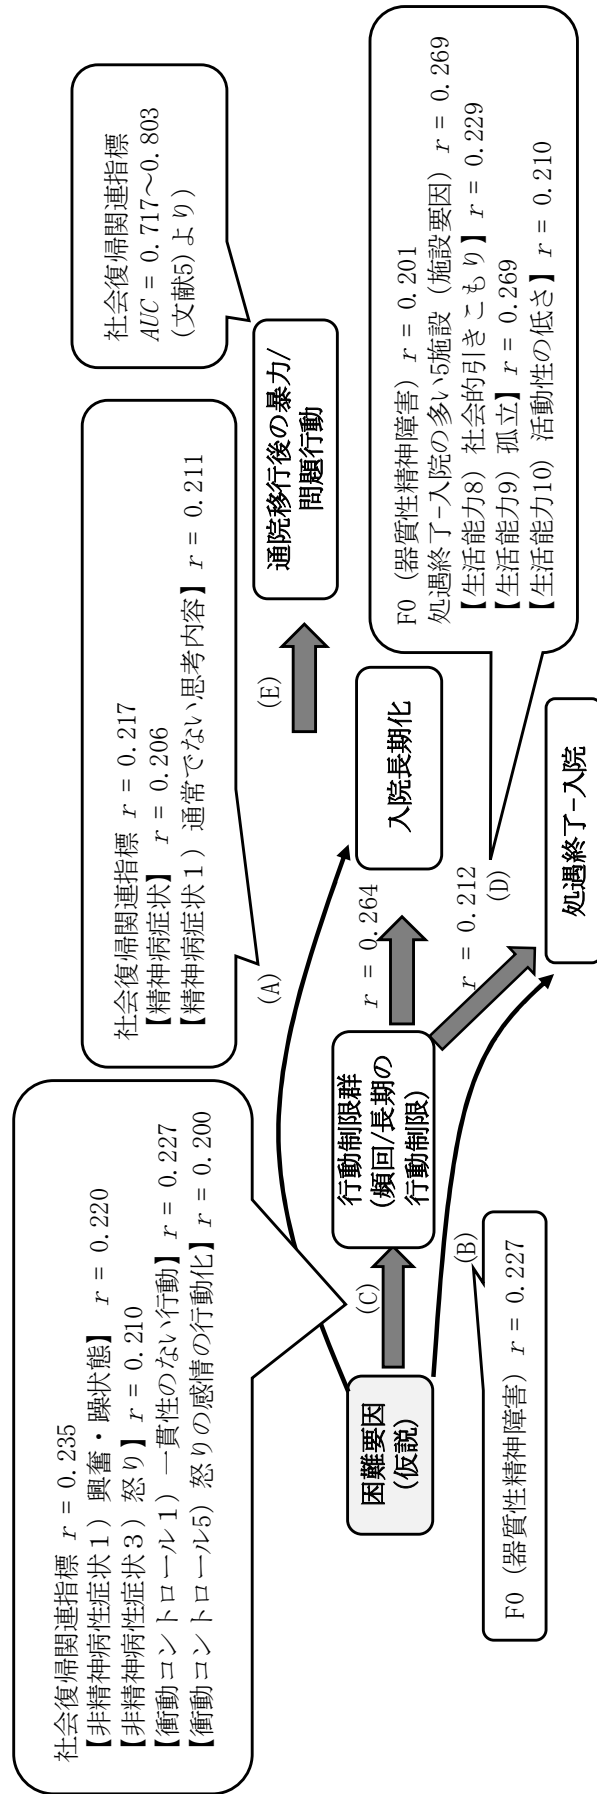 社会復帰関連指標 r = 0.235
【非精神病性症状１）興奮・躁状態】 r = 0.220
【非精神病性症状３）怒り】r = 0.210
【衝動コントロール１）一貫性のない行動】r = 0.227
【衝動コントロール5）怒りの感情の行動化】r = 0.200
社会復帰関連指標 r = 0.217
【精神病症状】r = 0.206
【精神病症状１）通常でない思考内容】r = 0.211
社会復帰関連指標
AUC = 0.717～0.803
(文献5)より)
(A)
(E)
通院移行後の暴力/
問題行動
困難要因
(仮説)
(C)
行動制限群
(頻回/長期の
行動制限)
r = 0.264
入院長期化
r = 0.212
(D)
F0（器質性精神障害）r = 0.201
処遇終了-入院の多い5施設（施設要因）r = 0.269
【生活能力8）社会的引きこもり】r = 0.229
【生活能力9）孤立】r = 0.269
【生活能力10）活動性の低さ】r = 0.210
(B)
F0（器質性精神障害）r = 0.227
処遇終了-入院